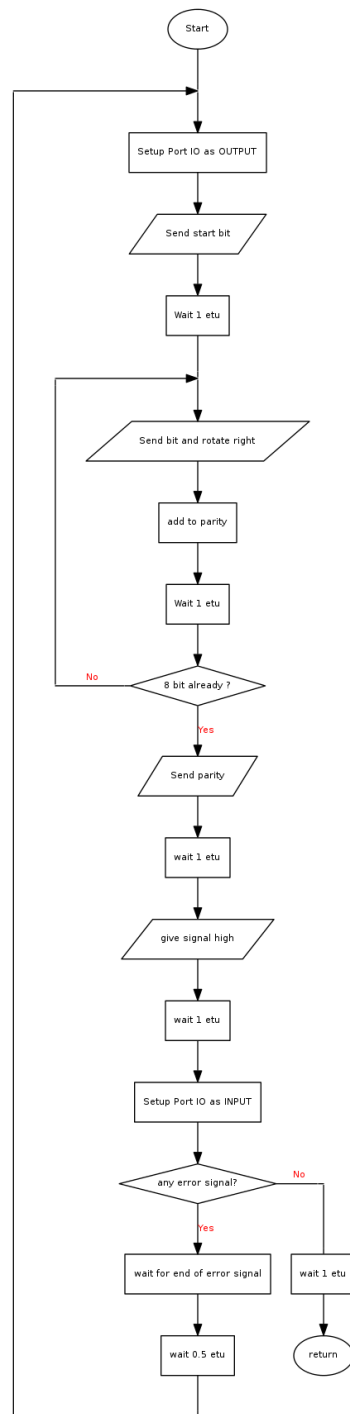 Start
Setup Port IO as OUTPUT
Send start bit
Wait 1 etu
Send bit and rotate right
add to parity
Wait 1 etu
8 bit already ?
No
Yes
Send parity
wait 1 etu
give signal high
wait 1 etu
Setup Port IO as INPUT
any error signal?
No
Yes
wait for end of error signal
wait 1 etu
wait 0.5 etu
return